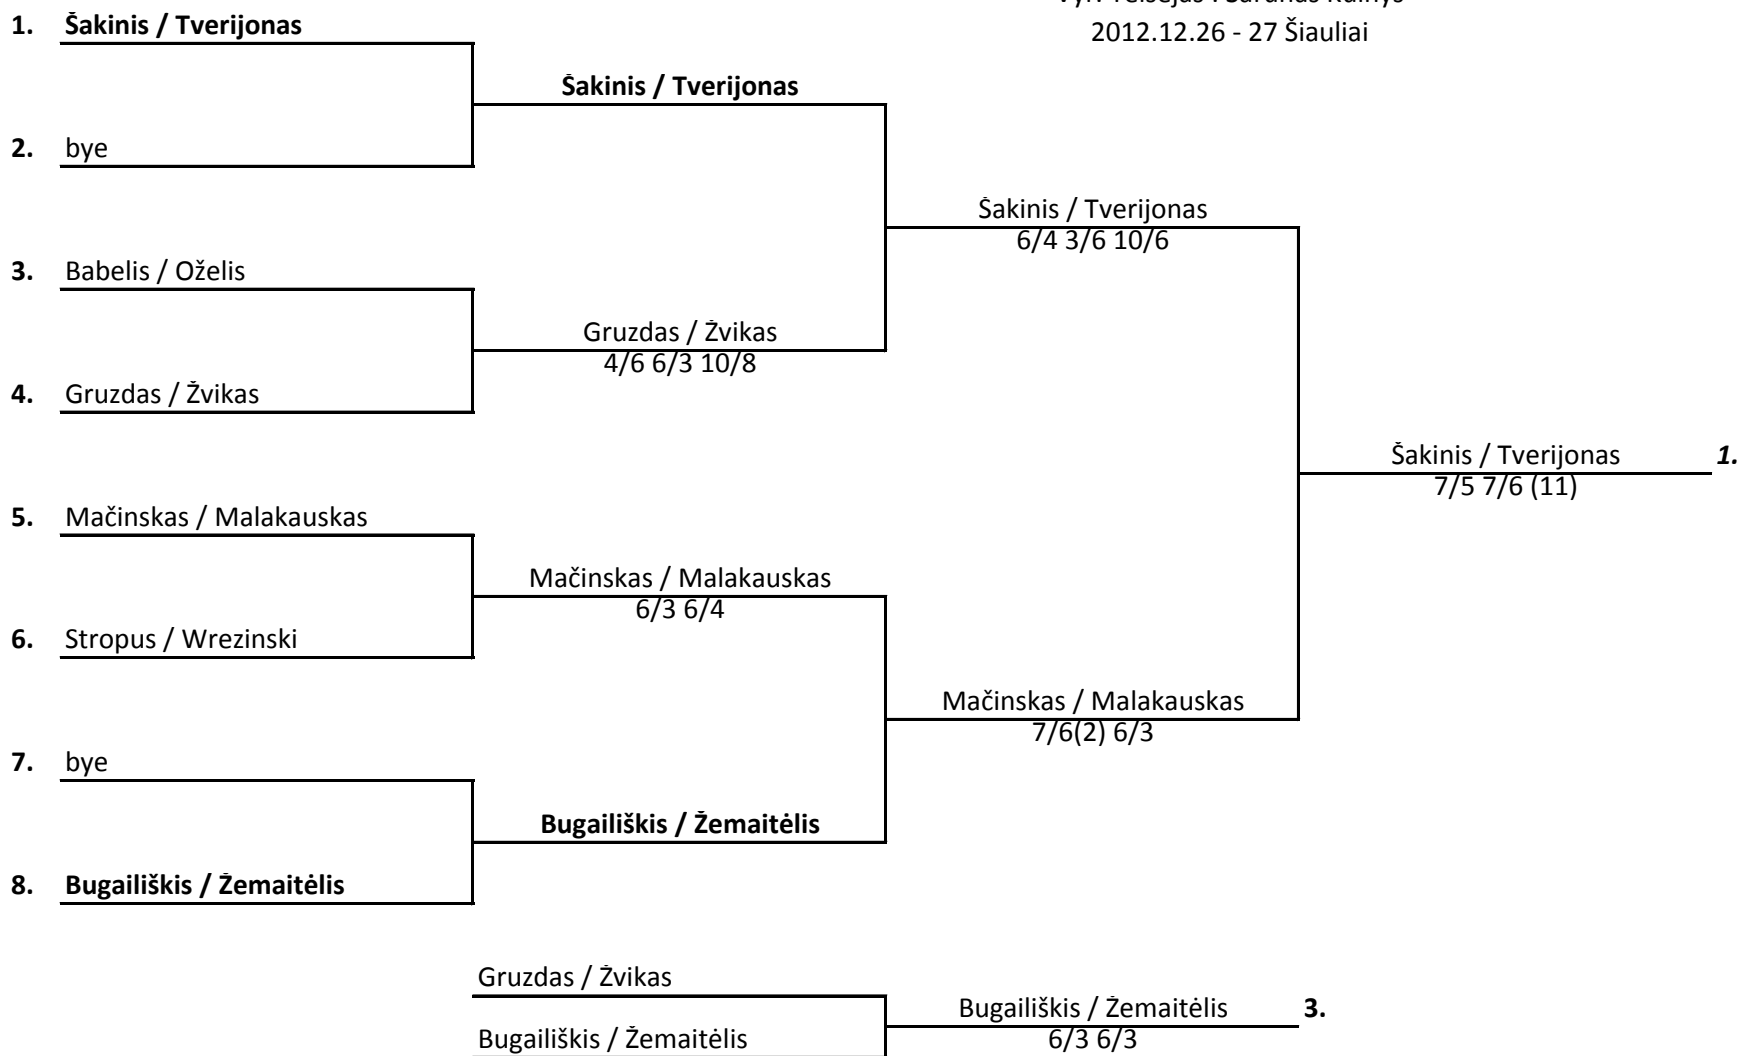 1. Šakinis / Tverijonas
2012.12.26 - 27 Šiauliai
Šakinis / Tverijonas
2. bye
Šakinis / Tverijonas
6/4 3/6 10/6
3. Babelis / Oželis
Gruzdas / Žvikas
4/6 6/3 10/8
4. Gruzdas / Žvikas
Šakinis / Tverijonas 1.
7/5 7/6 (11)
5. Mačinskas / Malakauskas
Mačinskas / Malakauskas
6/3 6/4
6. Stropus / Wrezinski
Mačinskas / Malakauskas
7/6(2) 6/3
7. bye
Bugailiškis / Žemaitėlis
8. Bugailiškis / Žemaitėlis
Gruzdas / Žvikas
Bugailiškis / Žemaitėlis 3.
6/3 6/3
Bugailiškis / Žemaitėlis